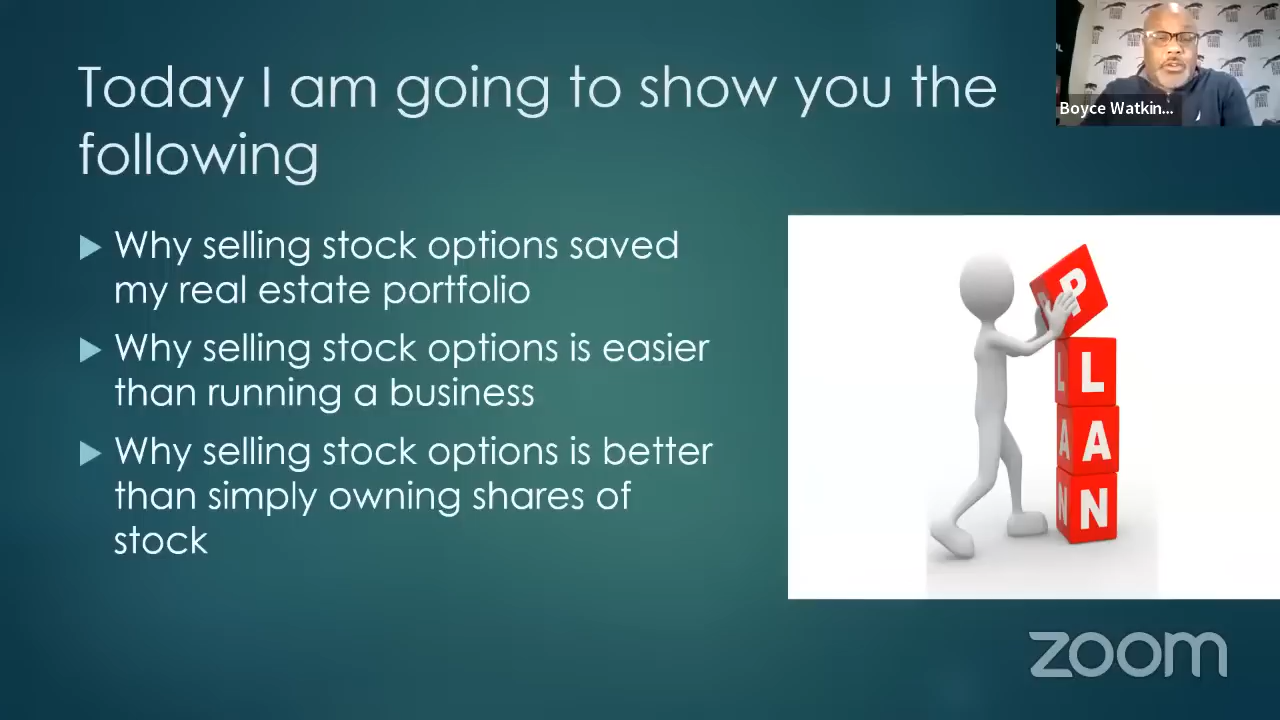 Today I am going to show you the
following
Boyce Watkin...
Why selling stock options saved
my real estate portfolio
Why selling stock options is easier
than running a business
Why selling stock options is better
than simply owning shares of
stock
P
L L
A A
N N
zoom